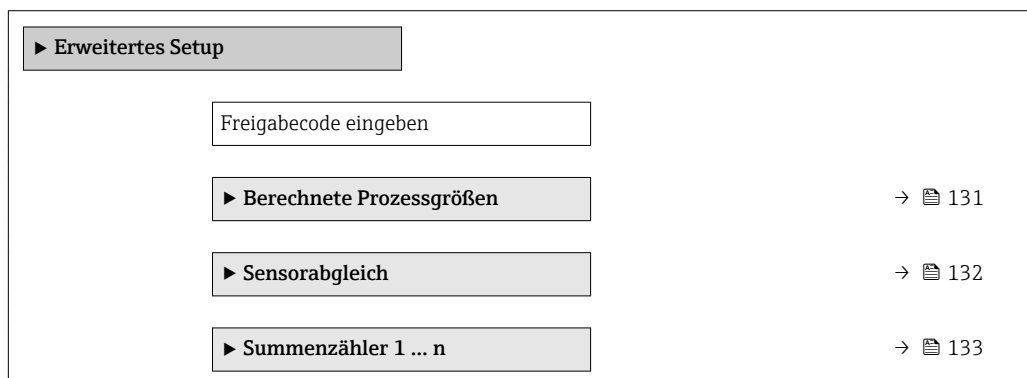 ▶ Erweitertes Setup
Freigabecode eingeben
▶ Berechnete Prozessgrößen → 131
▶ Sensorabgleich → 132
▶ Summenzähler 1 … n → 133